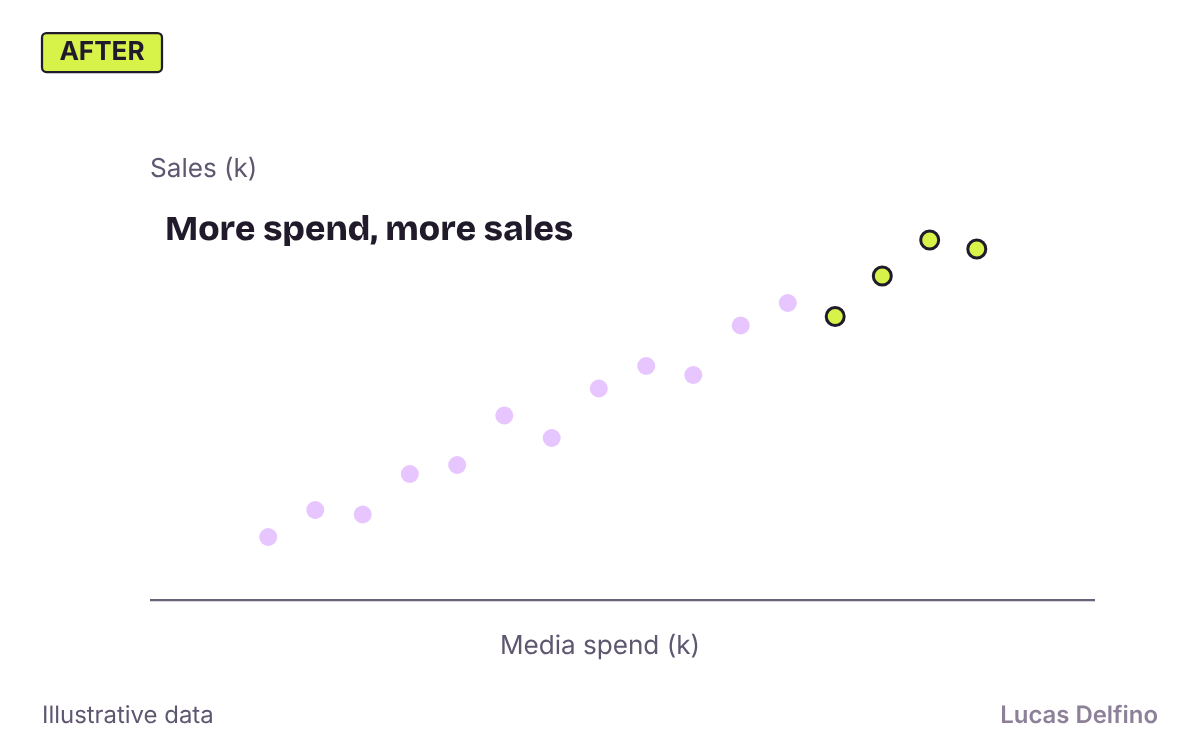 AFTER
Sales (k)
More spend, more sales
Media spend (k)
Illustrative data
Lucas Delfino